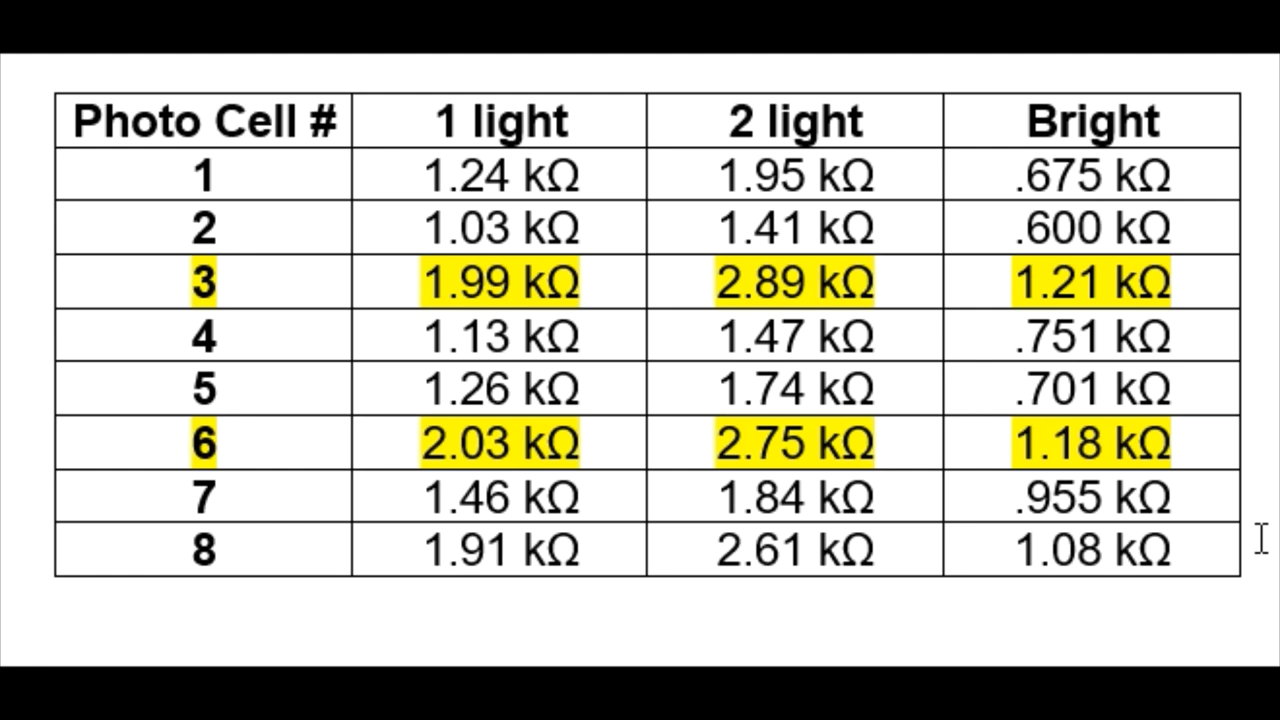 Photo Cell # 1 light 2 light Bright
1 1.24 kΩ 1.95 kΩ .675 kΩ
2 1.03 kΩ 1.41 kΩ .600 kΩ
3 1.99 kΩ 2.89 kΩ 1.21 kΩ
4 1.13 kΩ 1.47 kΩ .751 kΩ
5 1.26 kΩ 1.74 kΩ .701 kΩ
6 2.03 kΩ 2.75 kΩ 1.18 kΩ
7 1.46 kΩ 1.84 kΩ .955 kΩ
8 1.91 kΩ 2.61 kΩ 1.08 kΩ